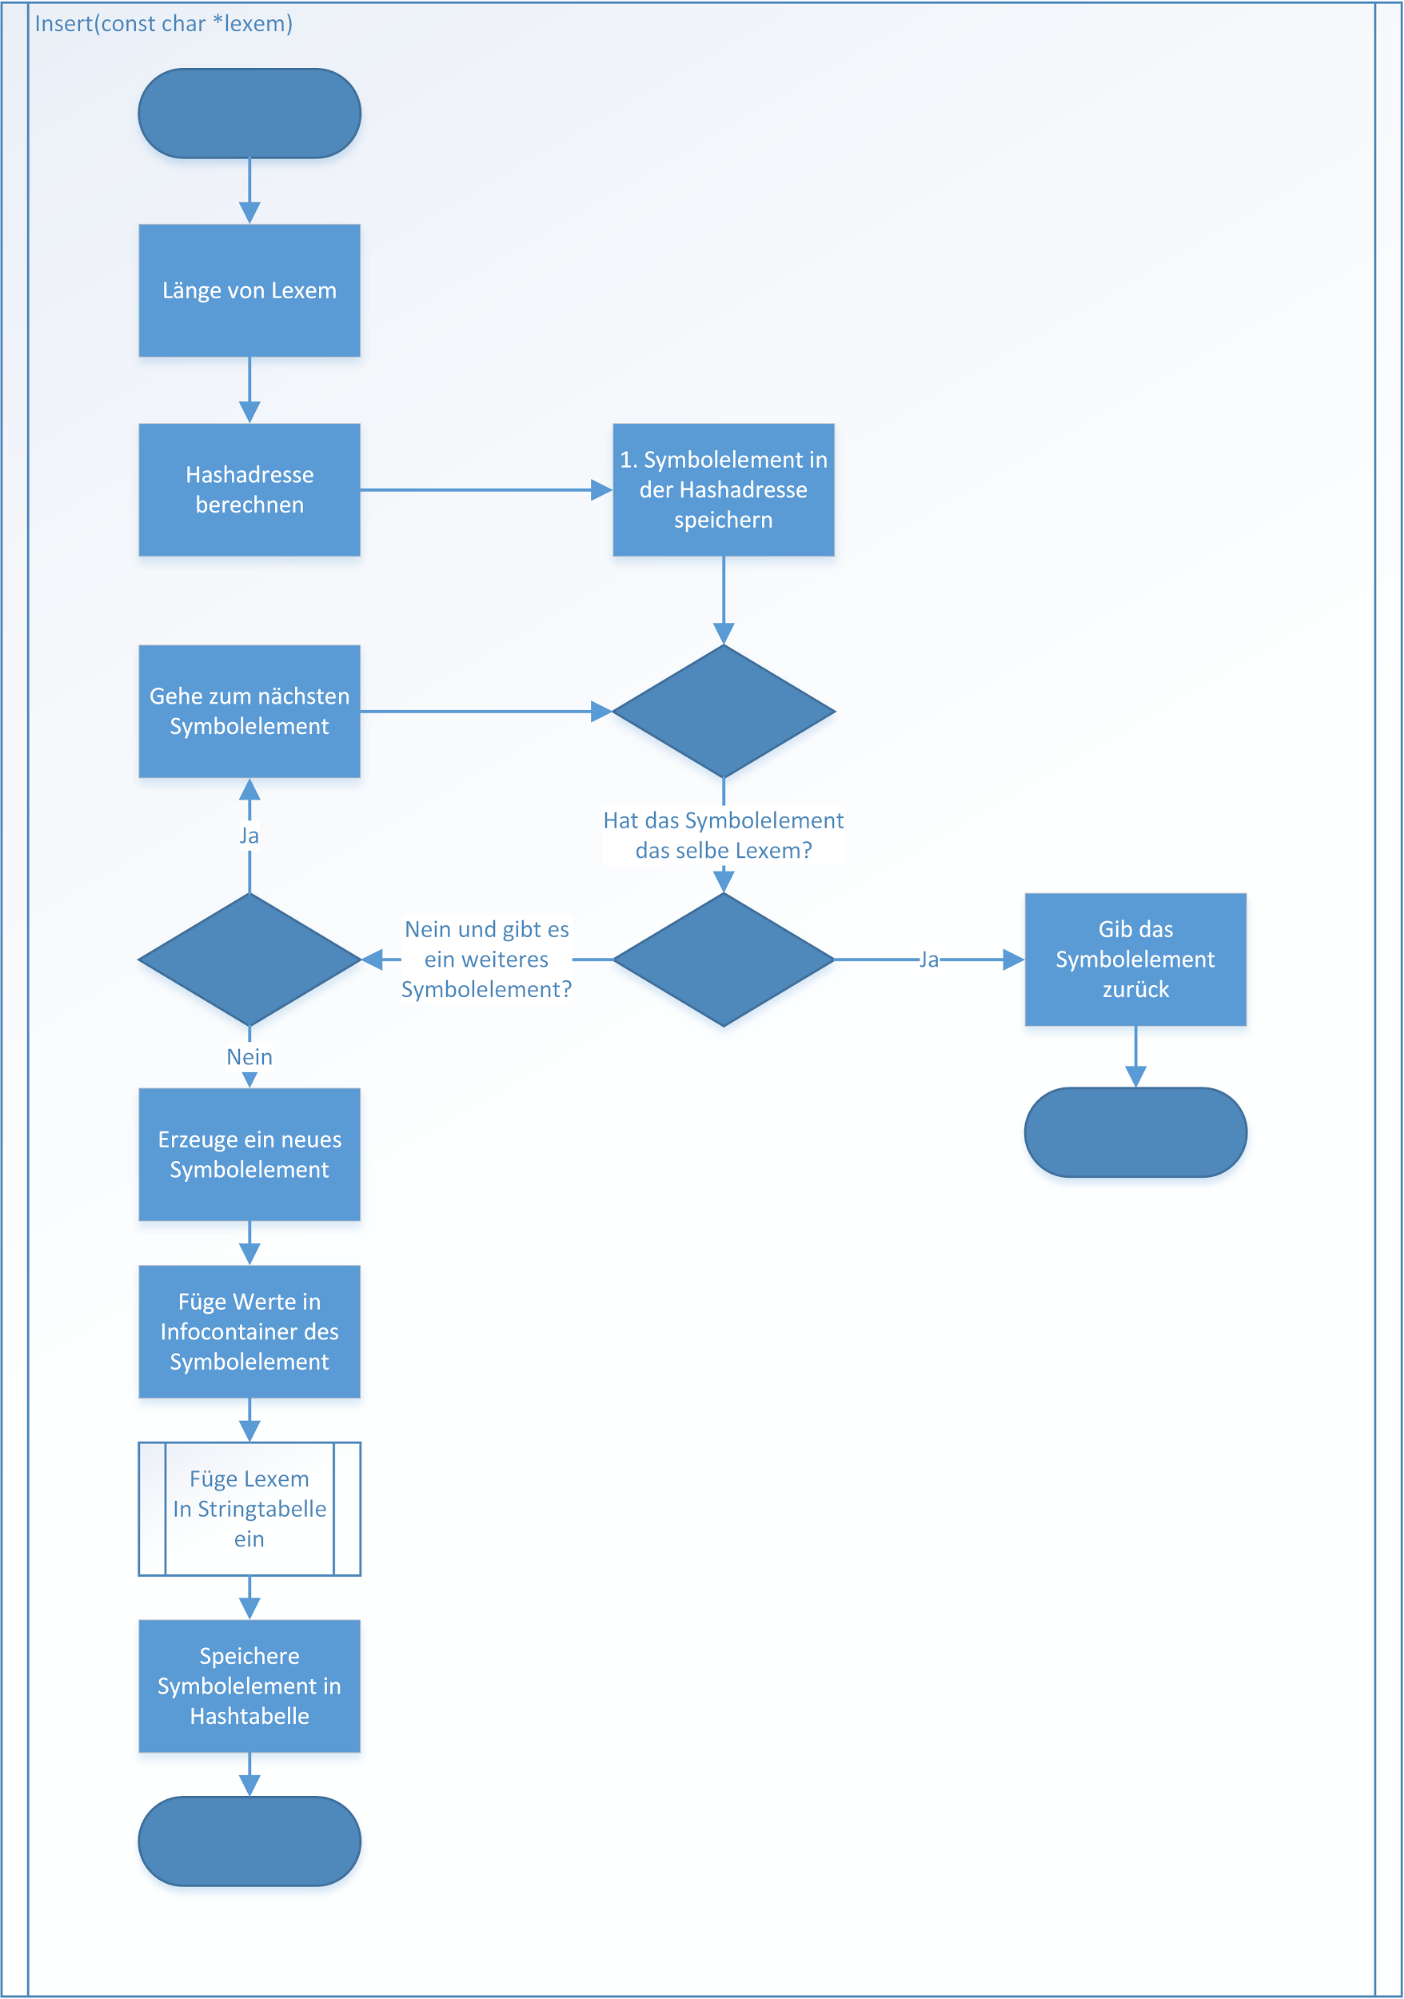 Insert(const char *lexem)
Länge von Lexem
Hashadresse
berechnen
1. Symbolelement in
der Hashadresse
speichern
Gehe zum nächsten
Symbolelement
Hat das Symbolelement
das selbe Lexem?
Ja
Nein und gibt es
ein weiteres
Symbolelement?
Ja
Gib das
Symbolelement
zurück
Nein
Erzeuge ein neues
Symbolelement
Füge Werte in
Infocontainer des
Symbolelement
Füge Lexem
In Stringtabelle
ein
Speichere
Symbolelement in
Hashtabelle